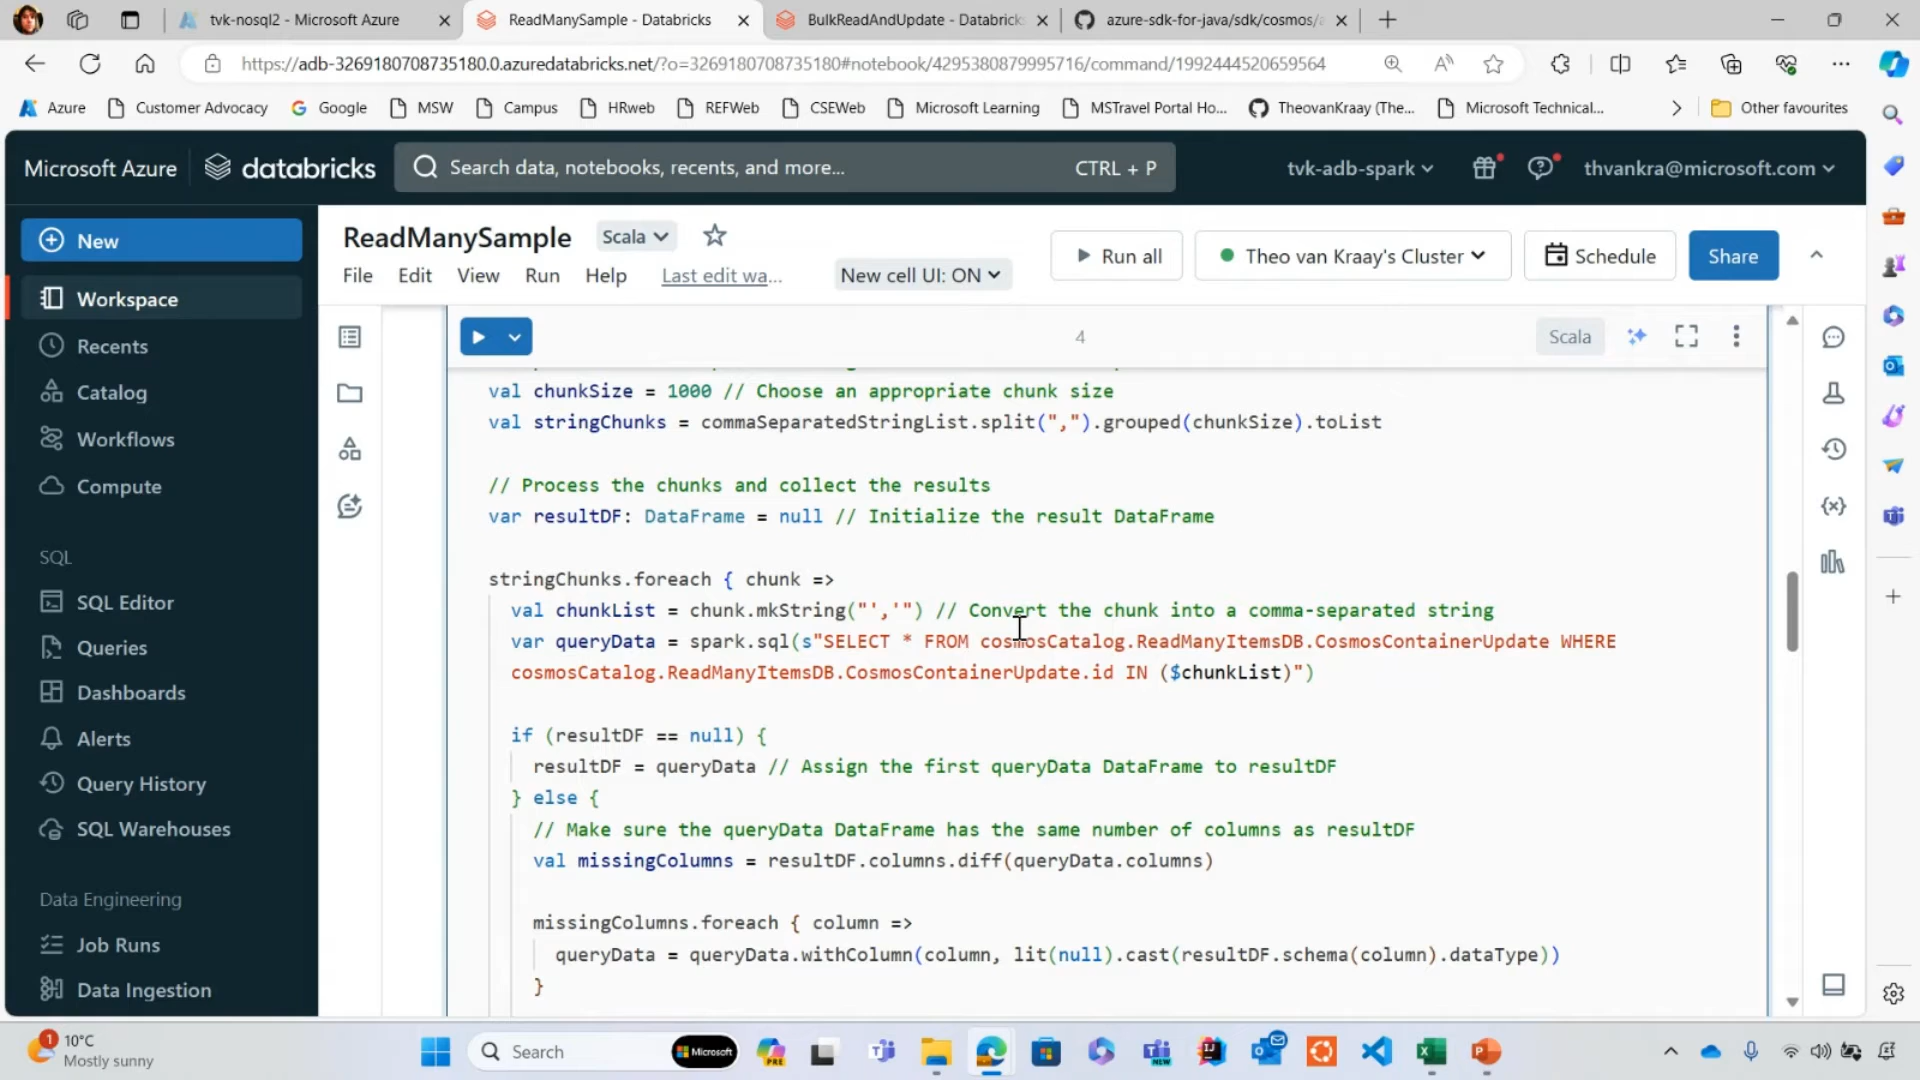 tvk-nosql2 - Microsoft Azure
ReadManySample - Databricks
BulkReadAndUpdate - Databrick
azure-sdk-for-java/sdk/cosmos/
https://adb-3269180708735180.0.azuredatabricks.net/?o=3269180708735180#notebook/4295380879995716/command/1992444520659564
Azure
Customer Advocacy
Google
MSW
Campus
HRweb
REFWeb
CSEWeb
Microsoft Learning
MSTravel Portal Ho...
TheovanKraay (The...
Microsoft Technical...
Other favourites
Microsoft Azure
databricks
Search data, notebooks, recents, and more...
CTRL + P
tvk-adb-spark
thvankra@microsoft.com
New
Workspace
Recents
Catalog
Workflows
Compute
SQL
SQL Editor
Queries
Dashboards
Alerts
Query History
SQL Warehouses
Data Engineering
Job Runs
Data Ingestion
ReadManySample
Scala
File
Edit
View
Run
Help
Last edit wa...
New cell UI: ON
Run all
Theo van Kraay's Cluster
Schedule
Share
4
Scala
val chunkSize = 1000 // Choose an appropriate chunk size
val stringChunks = commaSeparatedStringList.split(",").grouped(chunkSize).toList
// Process the chunks and collect the results
var resultDF: DataFrame = null // Initialize the result DataFrame
stringChunks.foreach { chunk =>
val chunkList = chunk.mkString("','") // Convert the chunk into a comma-separated string
var queryData = spark.sql(s"SELECT * FROM cosmosCatalog.ReadManyItemsDB.CosmosContainerUpdate WHERE
cosmosCatalog.ReadManyItemsDB.CosmosContainerUpdate.id IN ($chunkList)")
if (resultDF == null) {
resultDF = queryData // Assign the first queryData DataFrame to resultDF
} else {
// Make sure the queryData DataFrame has the same number of columns as resultDF
val missingColumns = resultDF.columns.diff(queryData.columns)
missingColumns.foreach { column =>
queryData = queryData.withColumn(column, lit(null).cast(resultDF.schema(column).dataType))
}
1
10°C
Mostly sunny
Search
Microsoft
PRE
NEW